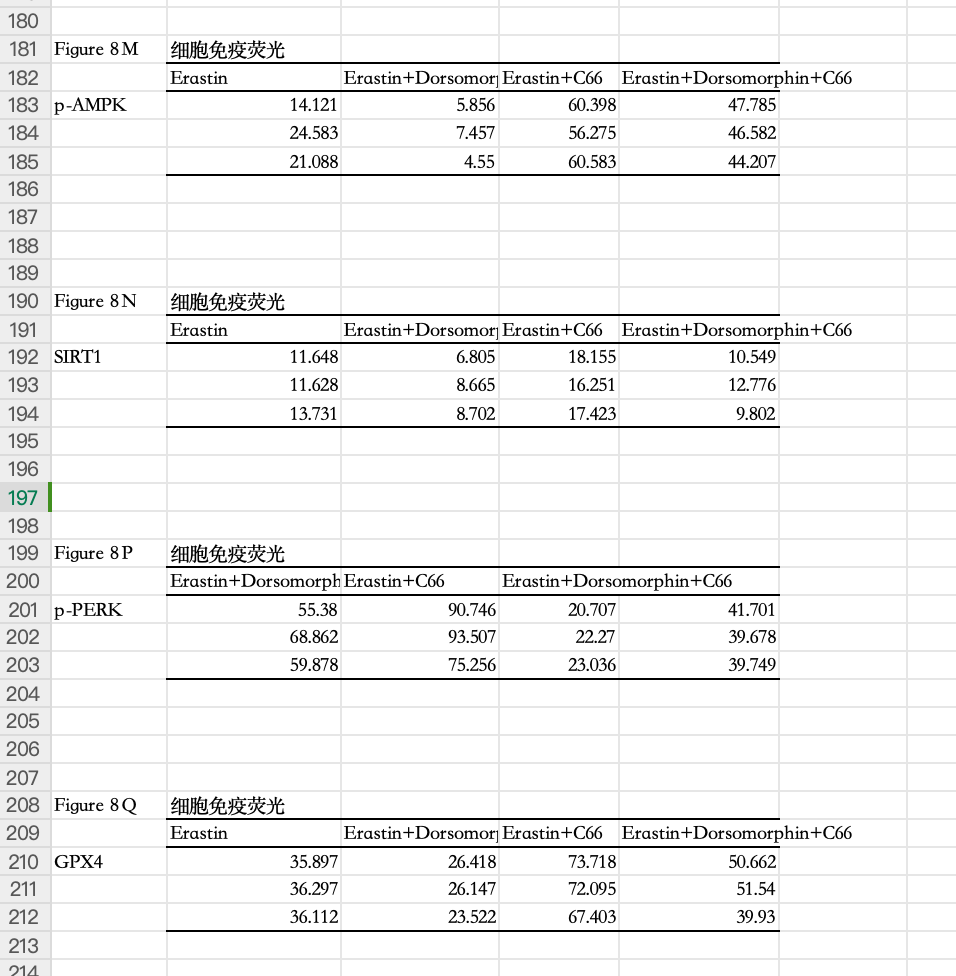 180
181 Figure 8M 细胞免疫荧光
182 Erastin Erastin+Dorsomorp Erastin+C66 Erastin+Dorsomorphin+C66
183 p-AMPK 14.121 5.856 60.398 47.785
184 24.583 7.457 56.275 46.582
185 21.088 4.55 60.583 44.207
186
187
188
189
190 Figure 8N 细胞免疫荧光
191 Erastin Erastin+Dorsomorp Erastin+C66 Erastin+Dorsomorphin+C66
192 SIRT1 11.648 6.805 18.155 10.549
193 11.628 8.665 16.251 12.776
194 13.731 8.702 17.423 9.802
195
196
197
198
199 Figure 8P 细胞免疫荧光
200 Erastin+Dorsomorph Erastin+C66 Erastin+Dorsomorphin+C66
201 p-PERK 55.38 90.746 20.707 41.701
202 68.862 93.507 22.27 39.678
203 59.878 75.256 23.036 39.749
204
205
206
207
208 Figure 8Q 细胞免疫荧光
209 Erastin Erastin+Dorsomorp Erastin+C66 Erastin+Dorsomorphin+C66
210 GPX4 35.897 26.418 73.718 50.662
211 36.297 26.147 72.095 51.54
212 36.112 23.522 67.403 39.93
213
214